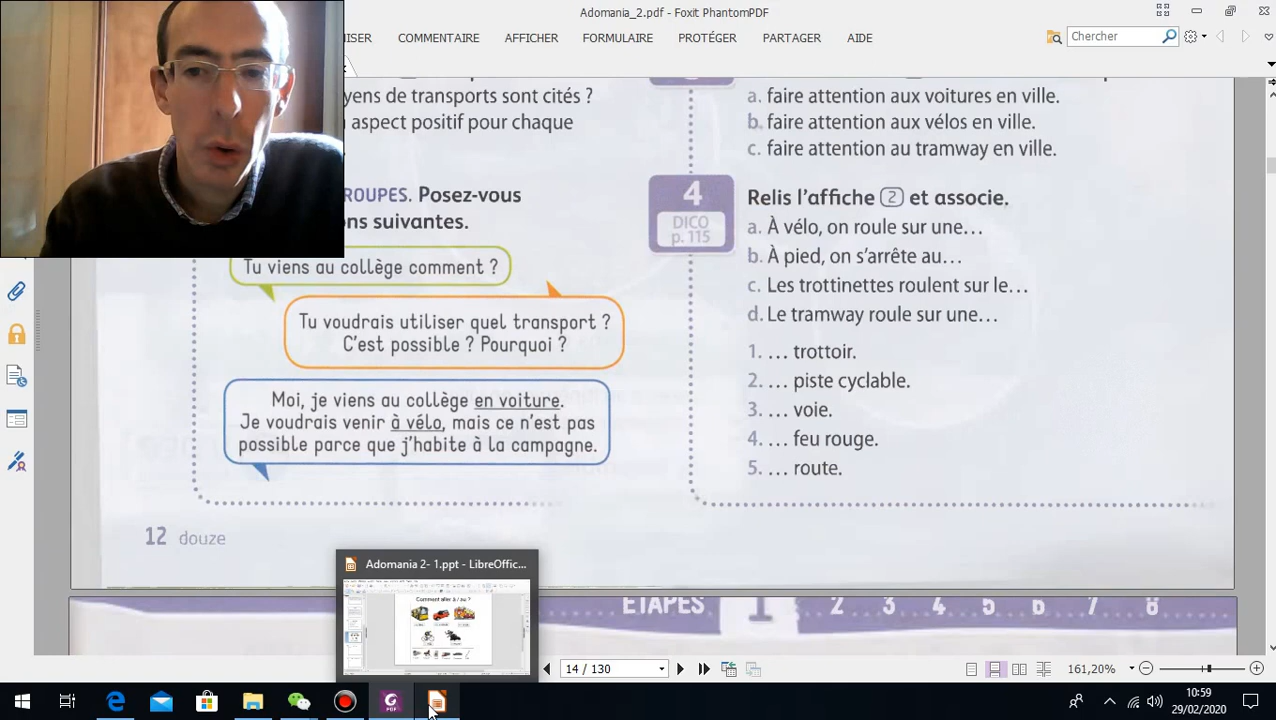 Adomania_2.pdf - Foxit PhantomPDF
COMMENTAIRE
AFFICHER
FORMULAIRE
PROTÉGER
PARTAGER
AIDE
Chercher
yens de transports sont cités ?
aspect positif pour chaque
ROUPES. Posez-vous
ons suivantes.
Tu viens au collège comment ?
Tu voudrais utiliser quel transport ?
C'est possible ? Pourquoi ?
Moi, je viens au collège en voiture.
Je voudrais venir à vélo, mais ce n'est pas
possible parce que j'habite à la campagne.
12 douze
a. faire attention aux voitures en ville.
b. faire attention aux vélos en ville.
c. faire attention au tramway en ville.
4
DICO
p. 115
Relis l'affiche 2 et associe.
a. À vélo, on roule sur une…
b. À pied, on s'arrête au…
c. Les trottinettes roulent sur le…
d. Le tramway roule sur une…
1. … trottoir.
2. … piste cyclable.
3. … voie.
4. … feu rouge.
5. … route.
Adomania 2- 1.ppt - LibreOffic...
Comment aller à / au ?
ÉTAPES 1 2 3 4 5 6 7 8
14 / 130
161,20%
10:59
29/02/2020